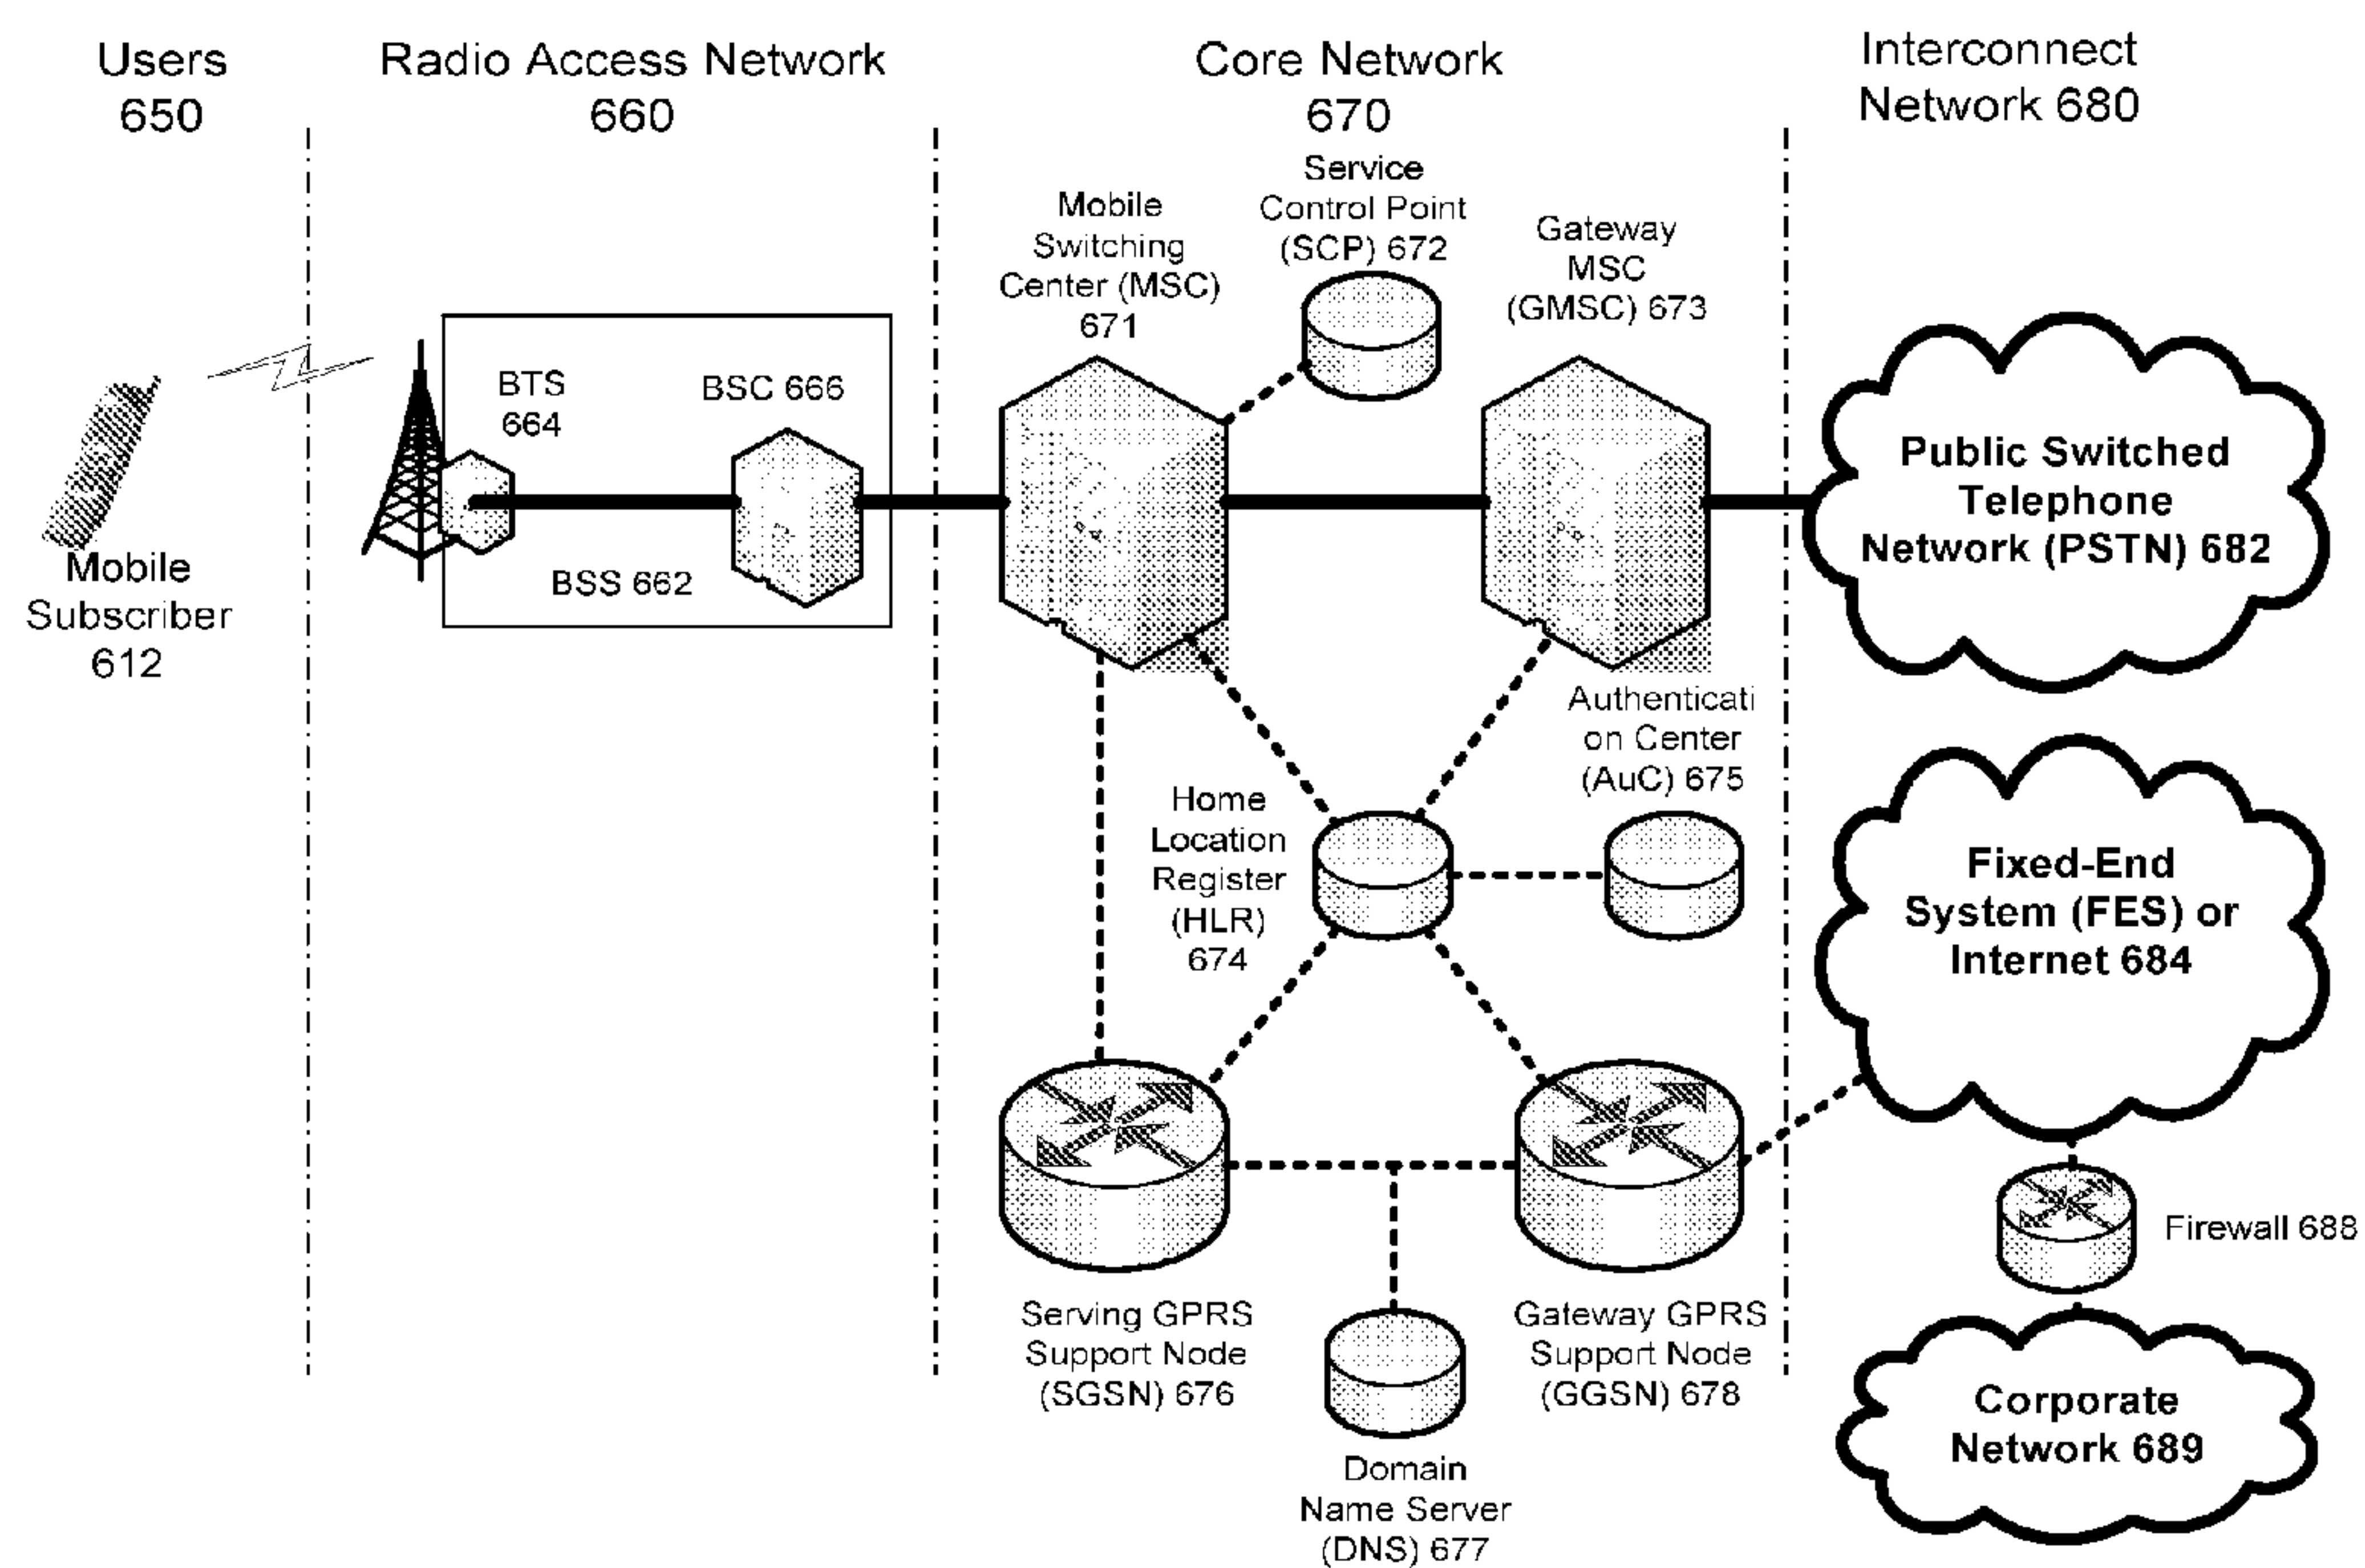 Users
650
Radio Access Network
660
Core Network
670
Interconnect
Network 680
Mobile
Subscriber
612
BTS
664
BSC 666
BSS 662
Mobile
Switching
Center (MSC)
671
Service
Control Point
(SCP) 672
Gateway
MSC
(GMSC) 673
Public Switched
Telephone
Network (PSTN) 682
Authenticati
on Center
(AuC) 675
Home
Location
Register
(HLR)
674
Fixed-End
System (FES) or
Internet 684
Firewall 688
Serving GPRS
Support Node
(SGSN) 676
Gateway GPRS
Support Node
(GGSN) 678
Corporate
Network 689
Domain
Name Server
(DNS) 677